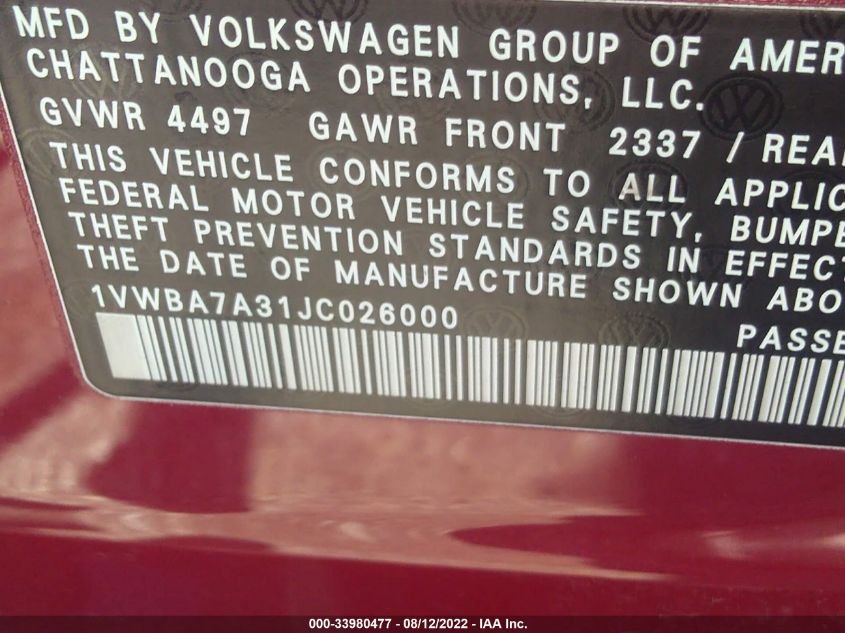 MFD BY VOLKSWAGEN GROUP OF AMER
CHATTANOOGA OPERATIONS, LLC.
GVWR 4497 GAWR FRONT 2337 / REA
THIS VEHICLE CONFORMS TO ALL APPLIC
FEDERAL MOTOR VEHICLE SAFETY, BUMPE
THEFT PREVENTION STANDARDS IN EFFECT
THE DATE OF MANUFACTURE SHOWN ABO
1VWBA7A31JC026000
PASSE
000-33980477 - 08/12/2022 - IAA Inc.